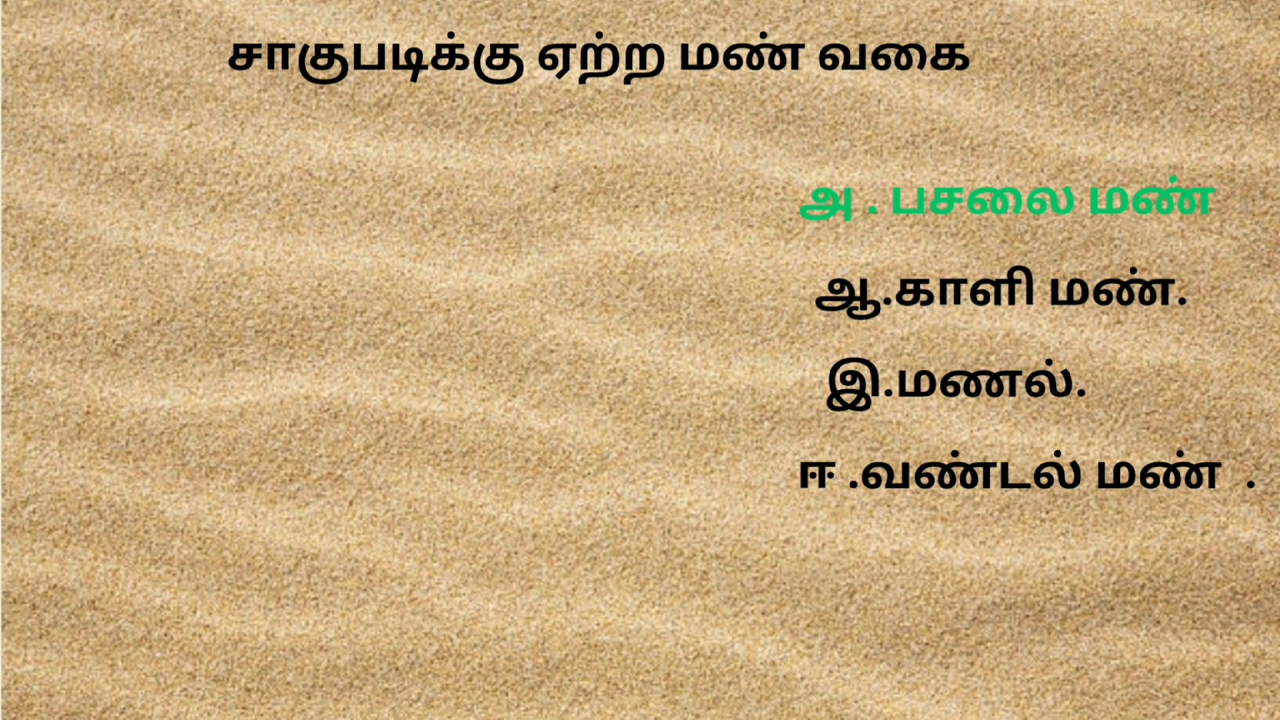 சாகுபடிக்கு ஏற்ற மண் வகை
அ . பசலை மண்
ஆ.காளி மண்.
இ.மணல்.
ஈ .வண்டல் மண் .